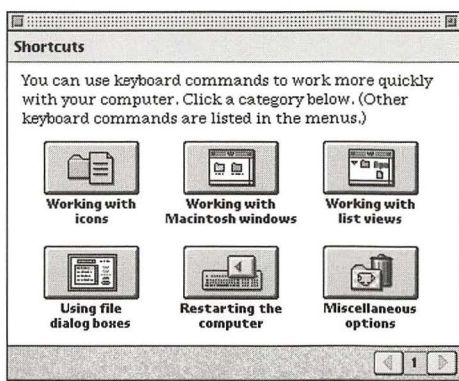 Shortcuts
You can use keyboard commands to work more quickly
with your computer. Click a category below. (Other
keyboard commands are listed in the menus.)
Working with
icons
Working with
Macintosh windows
Working with
list views
Using file
dialog boxes
Restarting the
computer
Miscellaneous
options
1